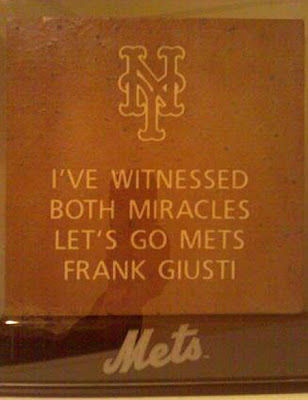 NY
I'VE WITNESSED
BOTH MIRACLES
LET'S GO METS
FRANK GIUSTI
Mets